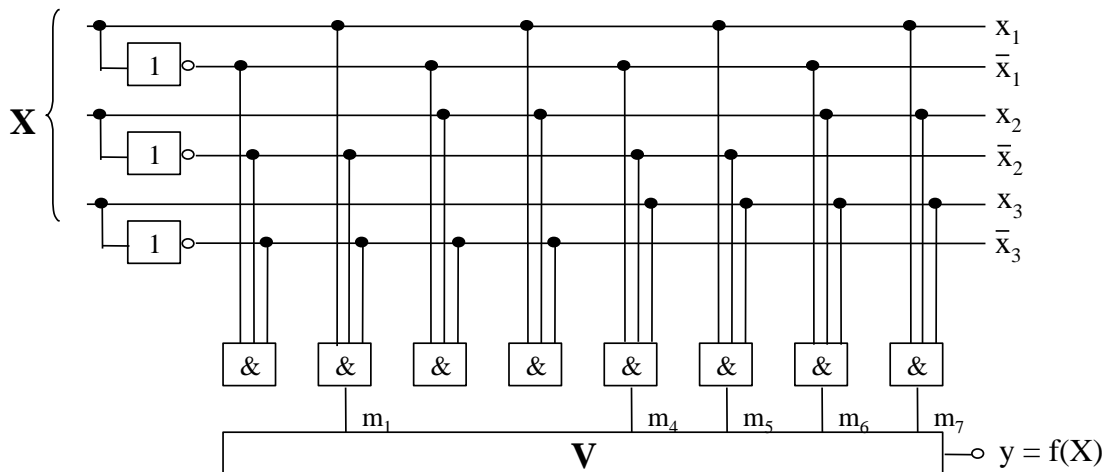 x₁
1
x̄₁
X
x₂
1
x̄₂
x₃
1
x̄₃
& & & & & & & &
m₁ m₄ m₅ m₆ m₇
V
y = f(X)